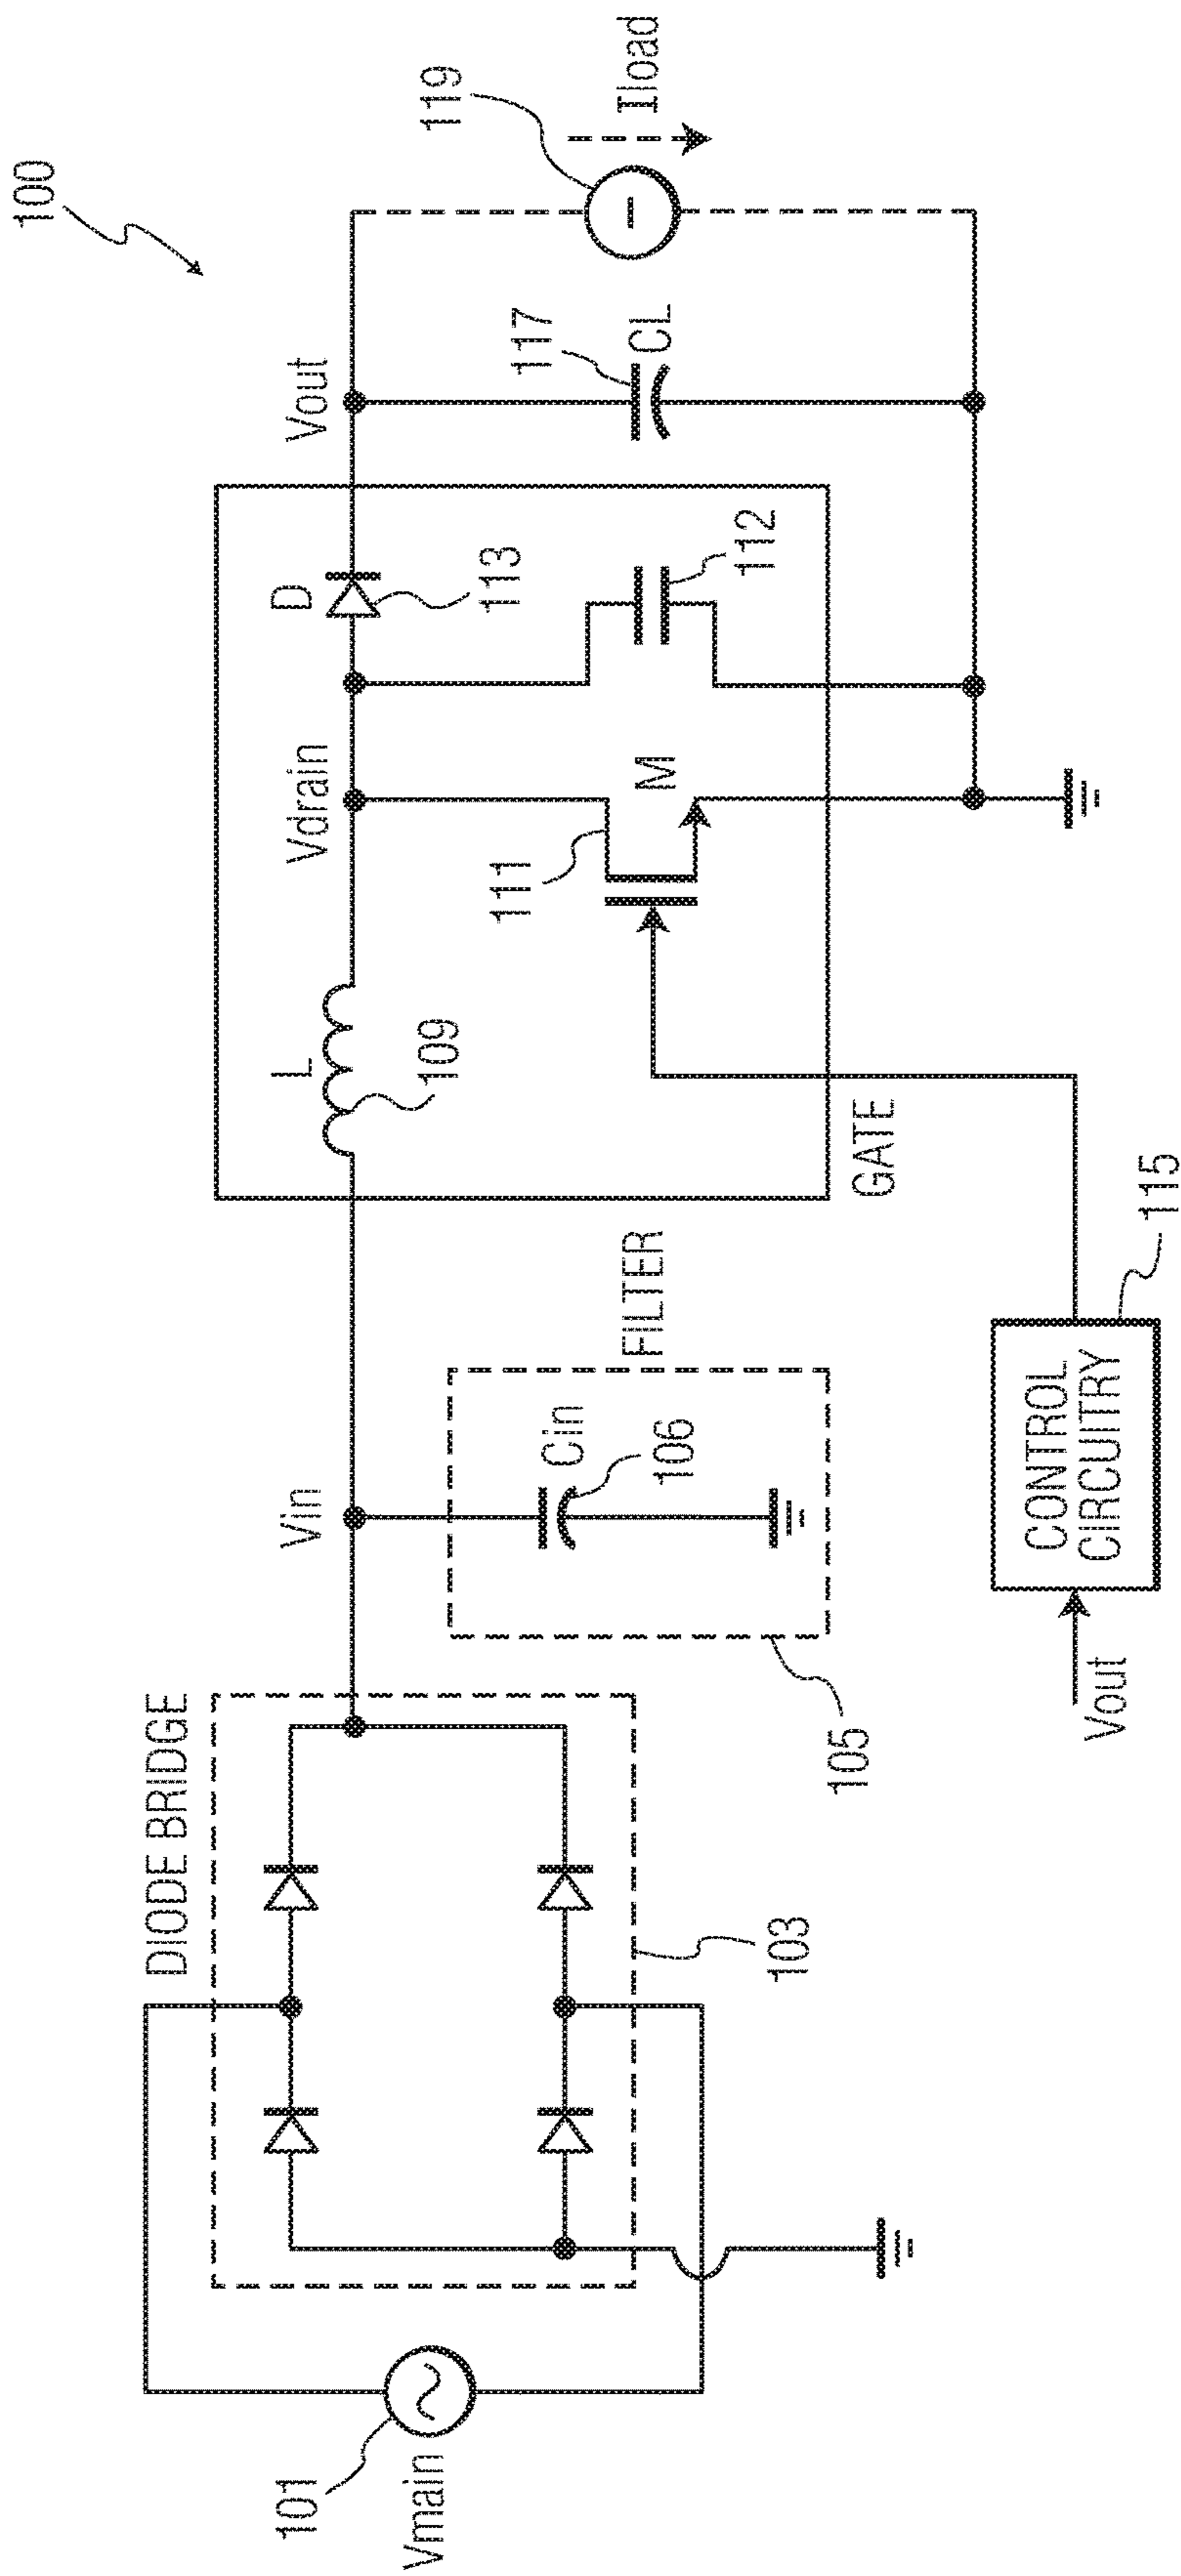 100
DIODE BRIDGE
Vmain
101
103
Vin
FILTER
Cin
106
105
L
109
Vdrain
111
M
D
113
112
GATE
Vout
117
CL
119
Iload
Vout
CONTROL
CIRCUITRY
115